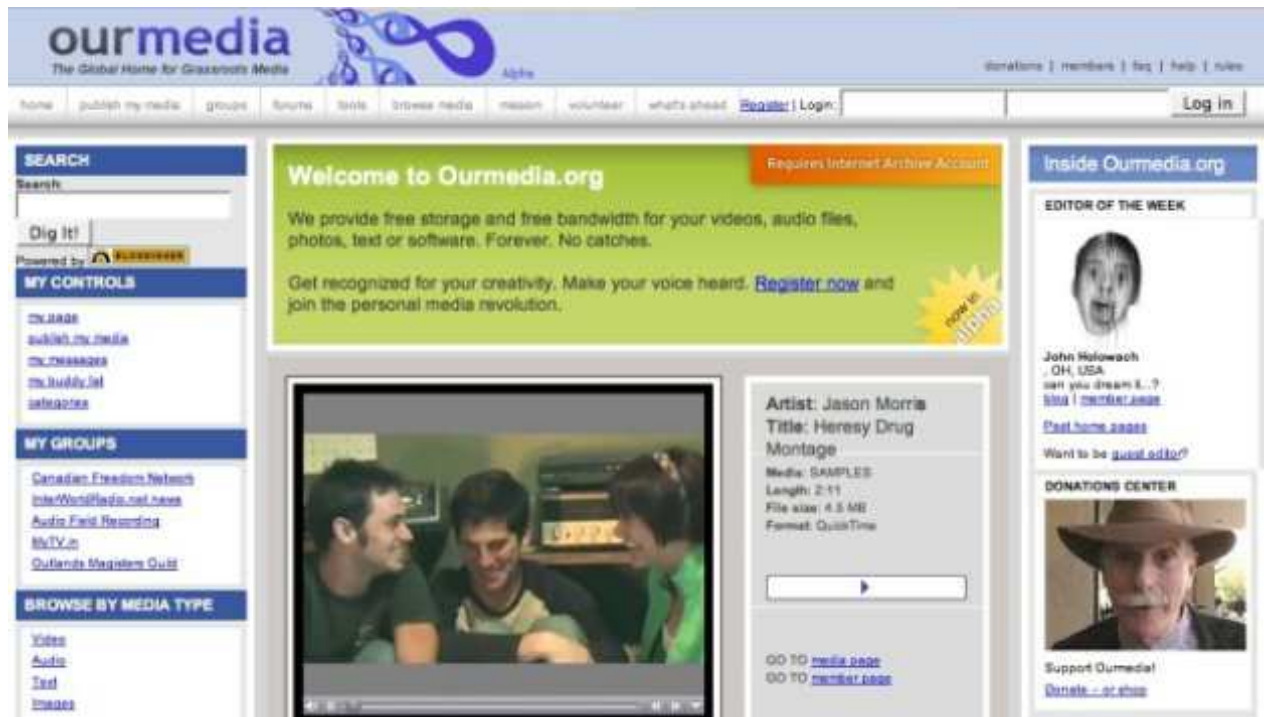 ourmedia
The Global Home for Grassroots Media
Alpha
donations | members | faq | help | rules
home publish my media groups forums tools browse media mission volunteer what's ahead Register | Login: Log in
SEARCH
Search:
Dig It!
Powered by
MY CONTROLS
my page
publish my media
my messages
my buddy list
categories
MY GROUPS
Canadian Freedom Network
InterWorldRadio.net news
Audio Field Recording
MyTV.in
Outlands Magisters Guild
BROWSE BY MEDIA TYPE
Video
Audio
Text
Images
Welcome to Ourmedia.org
Requires Internet Archive Account
We provide free storage and free bandwidth for your videos, audio files,
photos, text or software. Forever. No catches.
Get recognized for your creativity. Make your voice heard. Register now and
join the personal media revolution.
now in
alpha
Artist: Jason Morris
Title: Heresy Drug
Montage
Media: SAMPLES
Length: 2:11
File size: 4.5 MB
Format: QuickTime
GO TO media page
GO TO member page
Inside Ourmedia.org
EDITOR OF THE WEEK
John Holowach
, OH, USA
can you dream it...?
blog | member page
Past home pages
Want to be guest editor?
DONATIONS CENTER
Support Ourmedia!
Donate – or shop